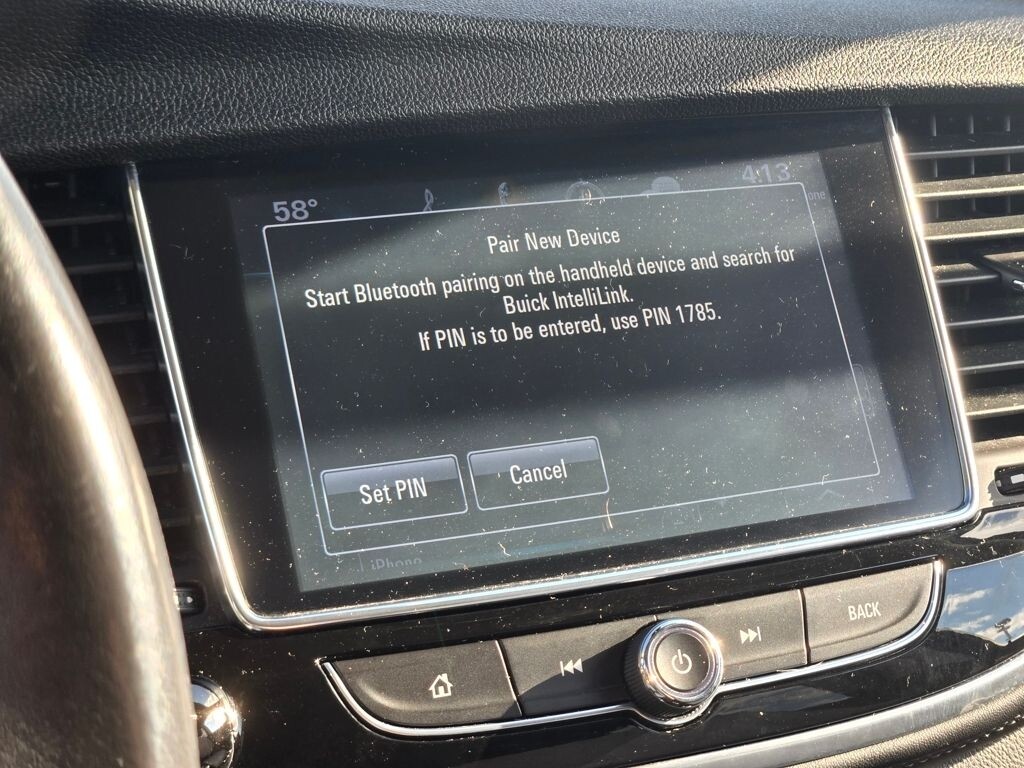 58°
4:13
one
Pair New Device
Start Bluetooth pairing on the handheld device and search for
Buick IntelliLink.
If PIN is to be entered, use PIN 1785.
Set PIN
Cancel
iPhone
BACK